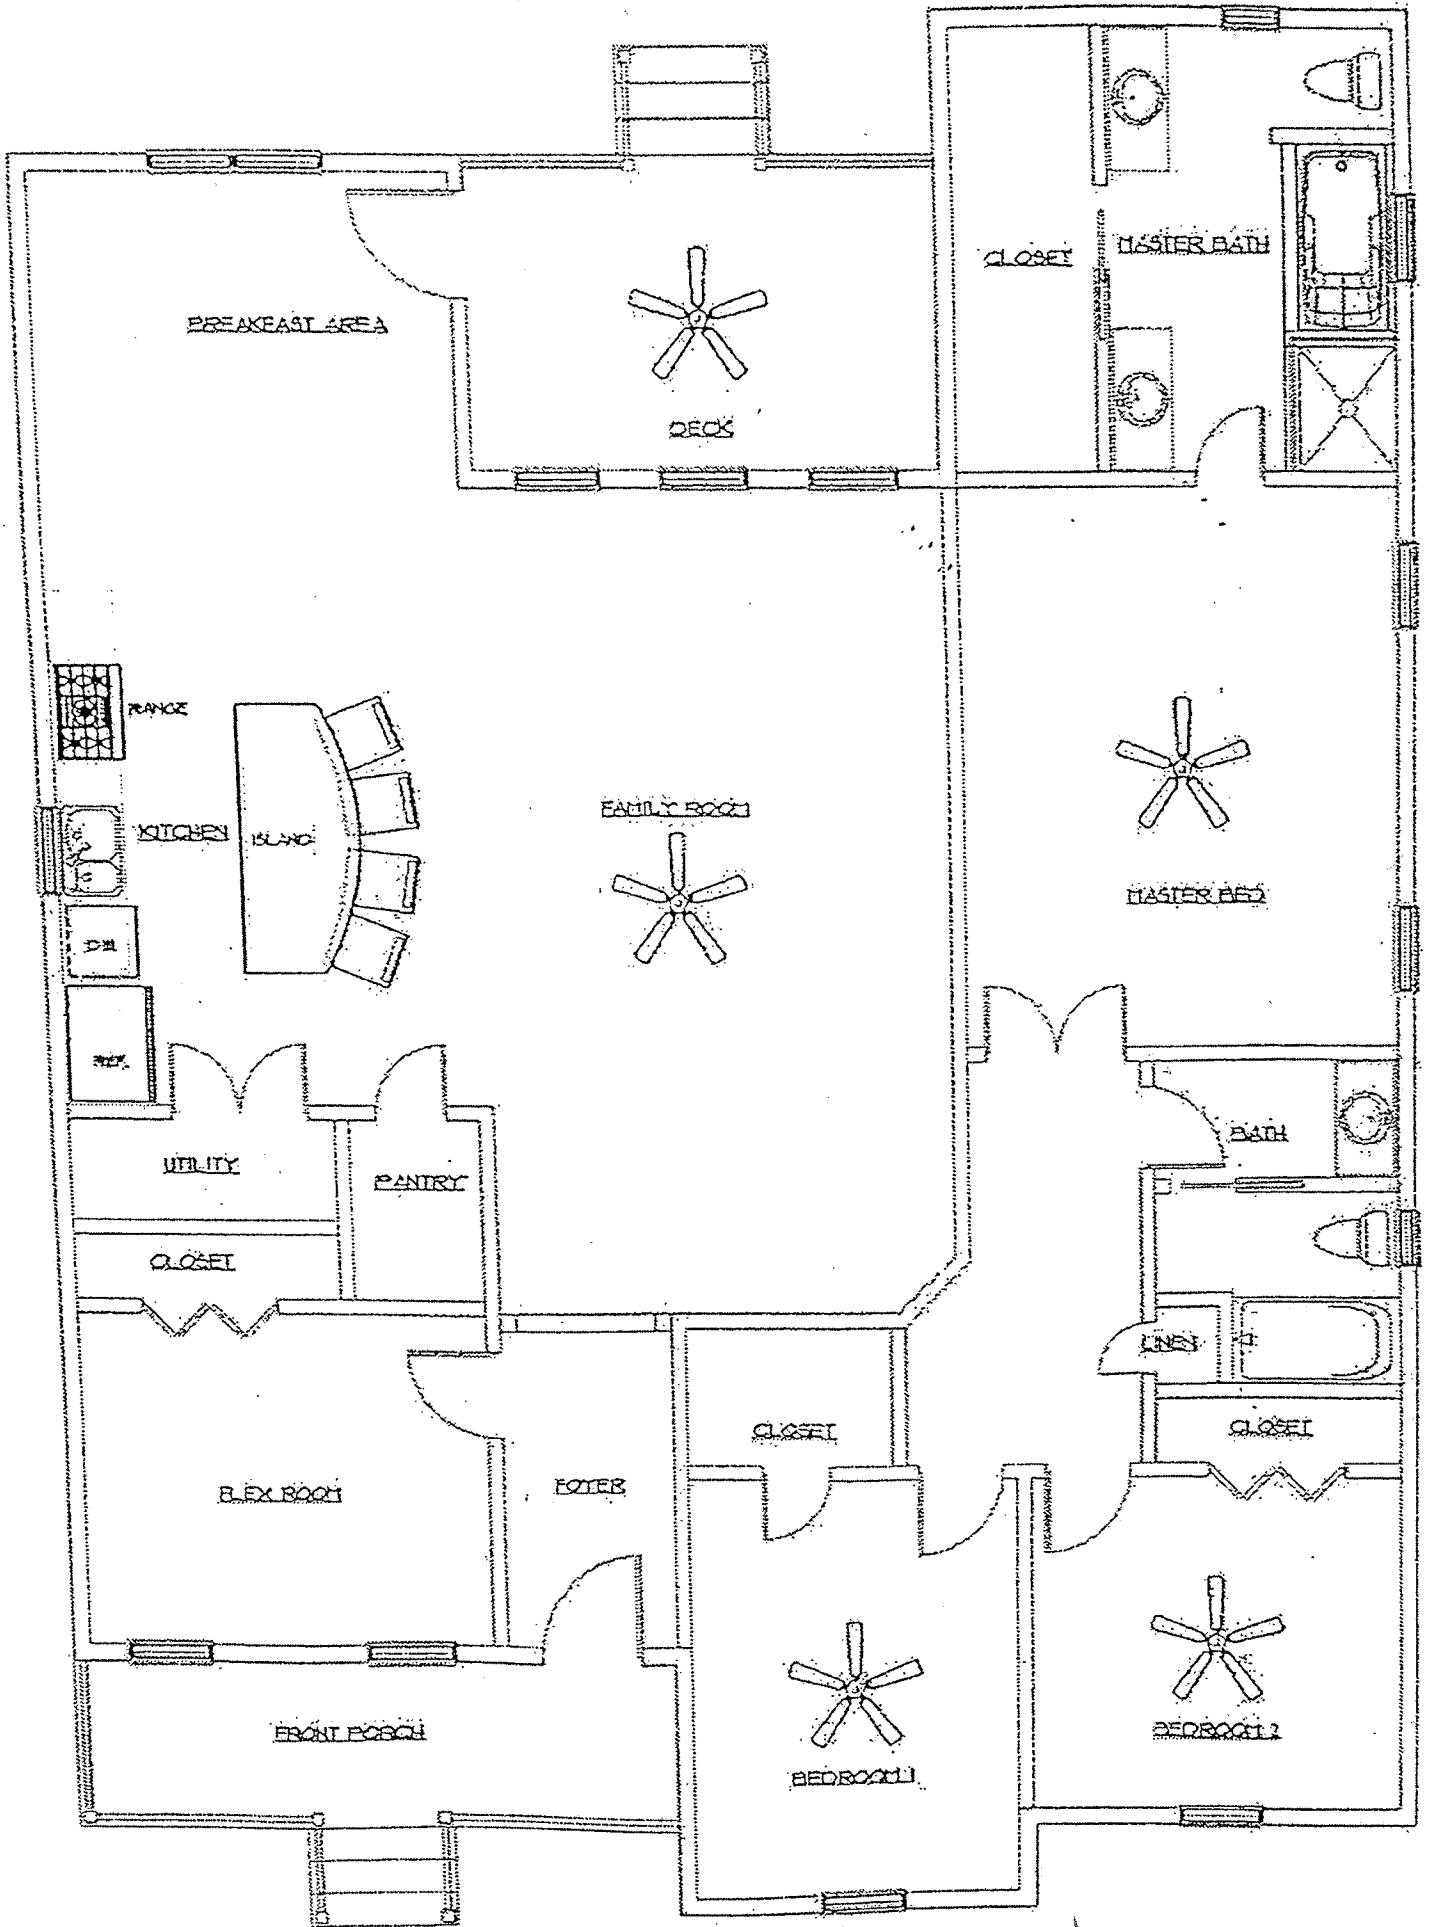 CLOSET
MASTER BATH
BREAKFAST AREA
DECK
RANGE
KITCHEN
ISLAND
FAMILY ROOM
MASTER BED
DW
REF.
UTILITY
PANTRY
BATH
CLOSET
LINEN
CLOSET
CLOSET
FLEX ROOM
FOYER
FRONT PORCH
BEDROOM 1
BEDROOM 2